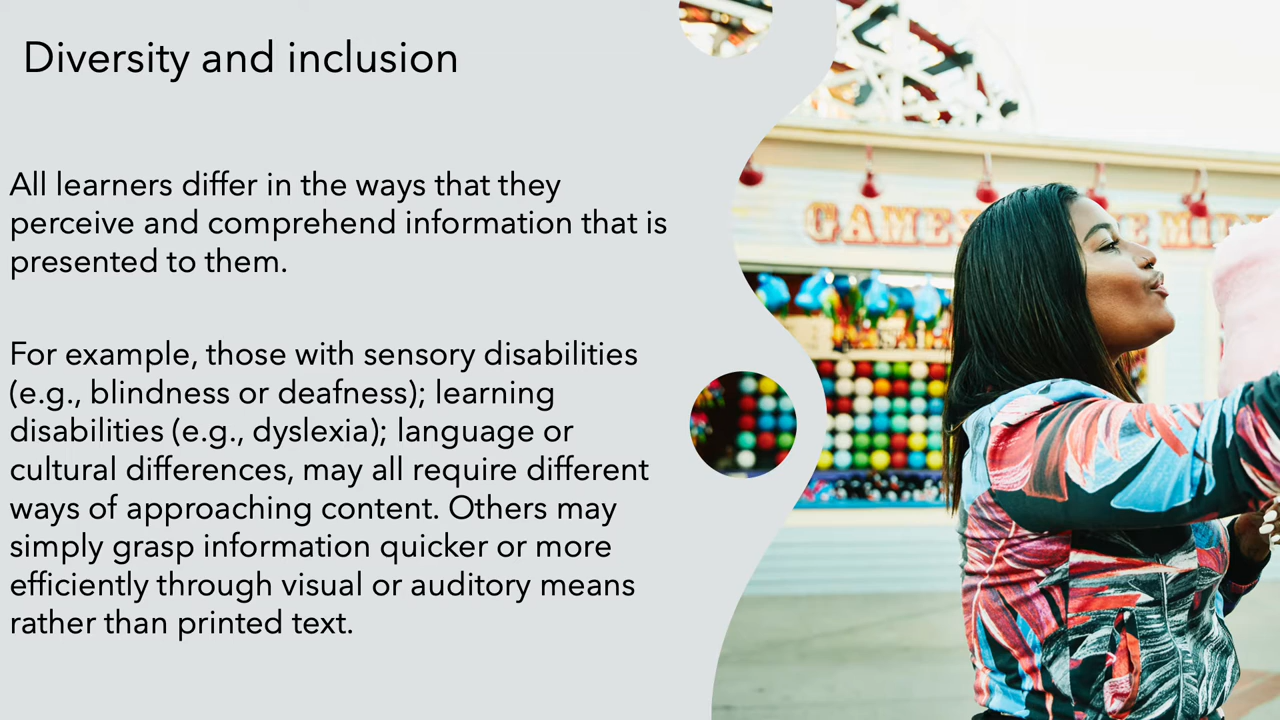 Diversity and inclusion
All learners differ in the ways that they
perceive and comprehend information that is
presented to them.
For example, those with sensory disabilities
(e.g., blindness or deafness); learning
disabilities (e.g., dyslexia); language or
cultural differences, may all require different
ways of approaching content. Others may
simply grasp information quicker or more
efficiently through visual or auditory means
rather than printed text.
GAMES